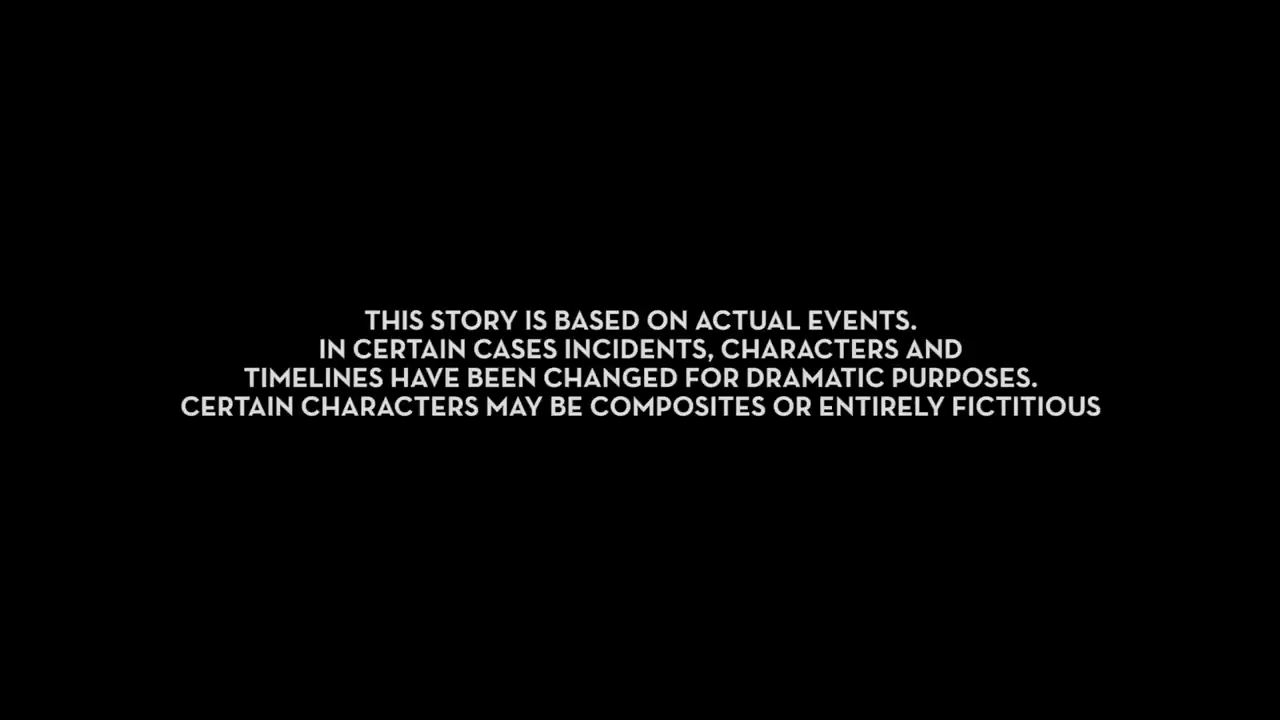 THIS STORY IS BASED ON ACTUAL EVENTS.
IN CERTAIN CASES INCIDENTS, CHARACTERS AND
TIMELINES HAVE BEEN CHANGED FOR DRAMATIC PURPOSES.
CERTAIN CHARACTERS MAY BE COMPOSITES OR ENTIRELY FICTITIOUS